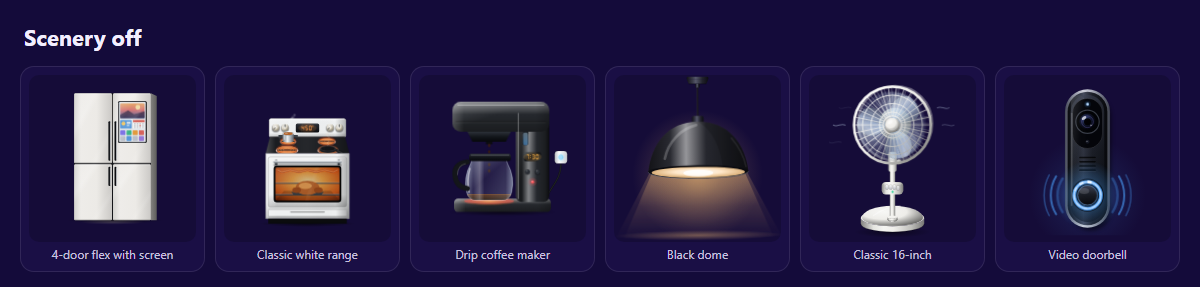 Scenery off
4-door flex with screen
Classic white range
Drip coffee maker
Black dome
Classic 16-inch
Video doorbell